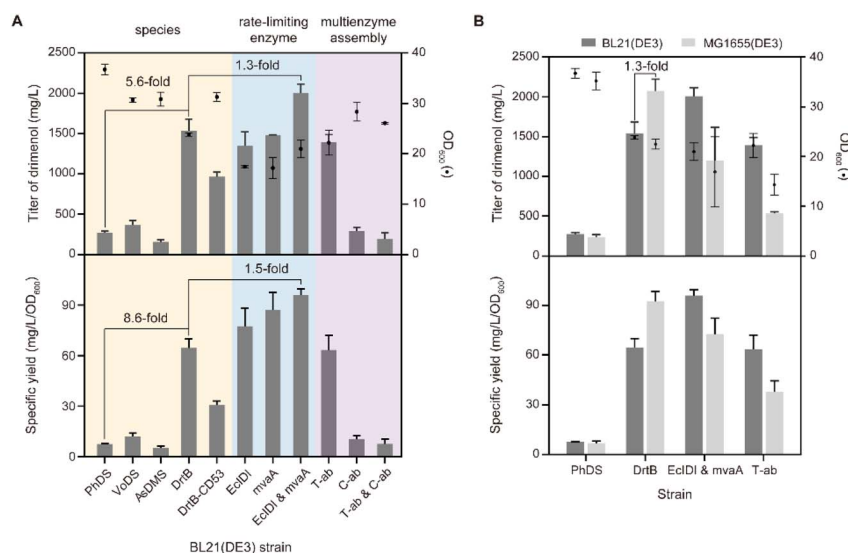 A
species
rate-limiting
enzyme
multienzyme
assembly
2500
2000
1500
1000
500
0
Titer of drimenol (mg/L)
5.6-fold
1.3-fold
40
30
20
10
0
OD600 (•)
90
60
30
0
Specific yield (mg/L/OD600)
8.6-fold
1.5-fold
PhDS
VoDS
AsDMS
DrtB
DrtB-CD53
EcIDI
mvaA
EcIDI & mvaA
T-ab
C-ab
T-ab & C-ab
BL21(DE3) strain
B
BL21(DE3) MG1655(DE3)
2500
2000
1500
1000
500
0
Titer of drimenol (mg/L)
1.3-fold
40
30
20
10
0
OD600 (•)
90
60
30
0
Specific yield (mg/L/OD600)
PhDS DrtB EcIDI & mvaA T-ab
Strain